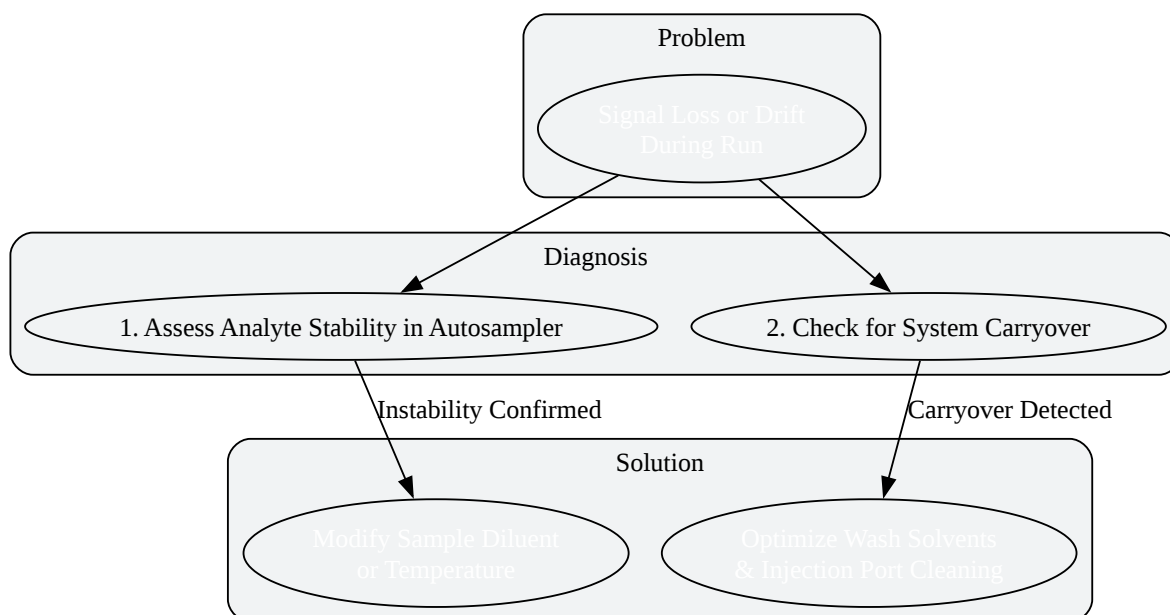 Problem
Signal Loss or Drift
During Run
Diagnosis
1. Assess Analyte Stability in Autosampler
2. Check for System Carryover
Instability Confirmed
Carryover Detected
Solution
Modify Sample Diluent
or Temperature
Optimize Wash Solvents
& Injection Port Cleaning